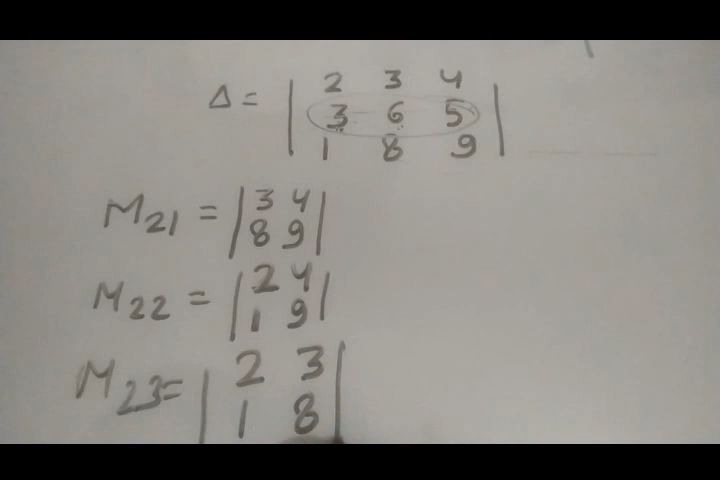 2 3 4
Δ = | 3 6 5 |
1 8 9
M21 = | 3 4
8 9 |
M22 = | 2 4
1 9 |
M23 = | 2 3
1 8 |